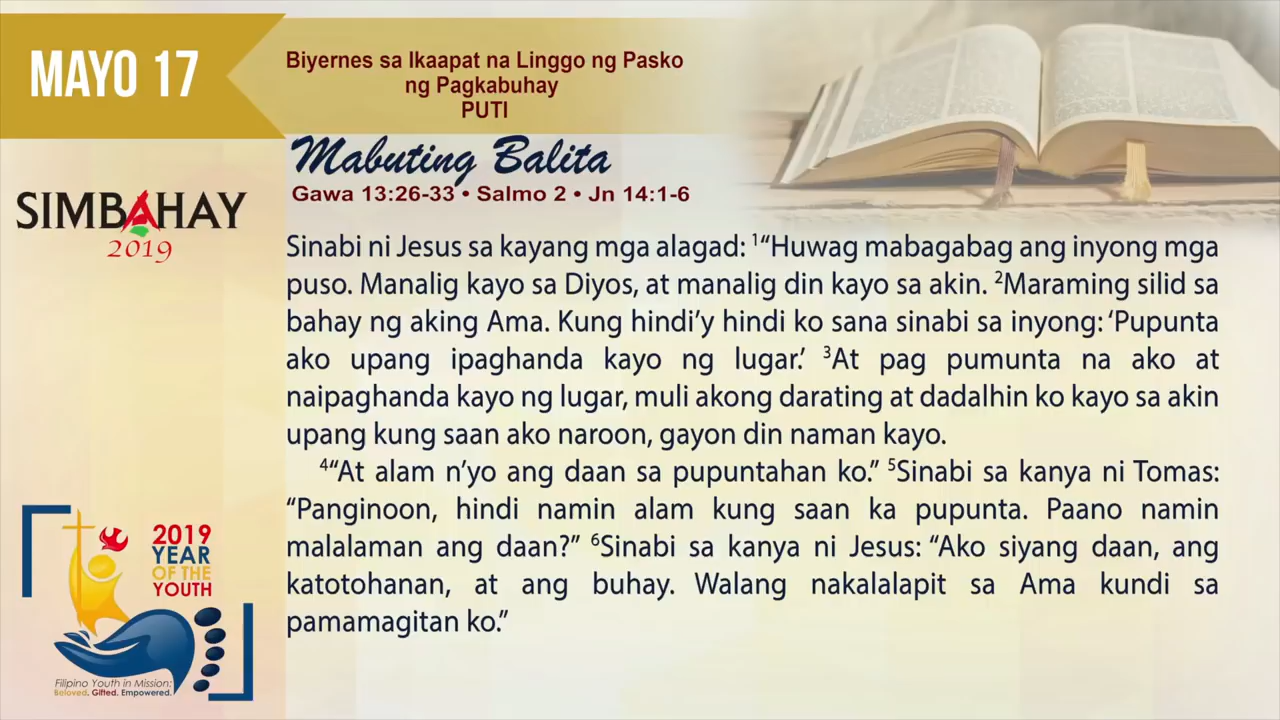 MAYO 17
Biyernes sa Ikaapat na Linggo ng Pasko
ng Pagkabuhay
PUTI
Mabuting Balita
Gawa 13:26-33 • Salmo 2 • Jn 14:1-6
SIMBAHAY
2019
Sinabi ni Jesus sa kayang mga alagad: ¹“Huwag mabagabag ang inyong mga
puso. Manalig kayo sa Diyos, at manalig din kayo sa akin. ²Maraming silid sa
bahay ng aking Ama. Kung hindi’y hindi ko sana sinabi sa inyong: ‘Pupunta
ako upang ipaghanda kayo ng lugar.’ ³At pag pumunta na ako at
naipaghanda kayo ng lugar, muli akong darating at dadalhin ko kayo sa akin
upang kung saan ako naroon, gayon din naman kayo.
⁴“At alam n’yo ang daan sa pupuntahan ko.” ⁵Sinabi sa kanya ni Tomas:
“Panginoon, hindi namin alam kung saan ka pupunta. Paano namin
malalaman ang daan?” ⁶Sinabi sa kanya ni Jesus: “Ako siyang daan, ang
katotohanan, at ang buhay. Walang nakalalapit sa Ama kundi sa
pamamagitan ko.”
2019
YEAR
OF THE
YOUTH
Filipino Youth in Mission:
Beloved. Gifted. Empowered.